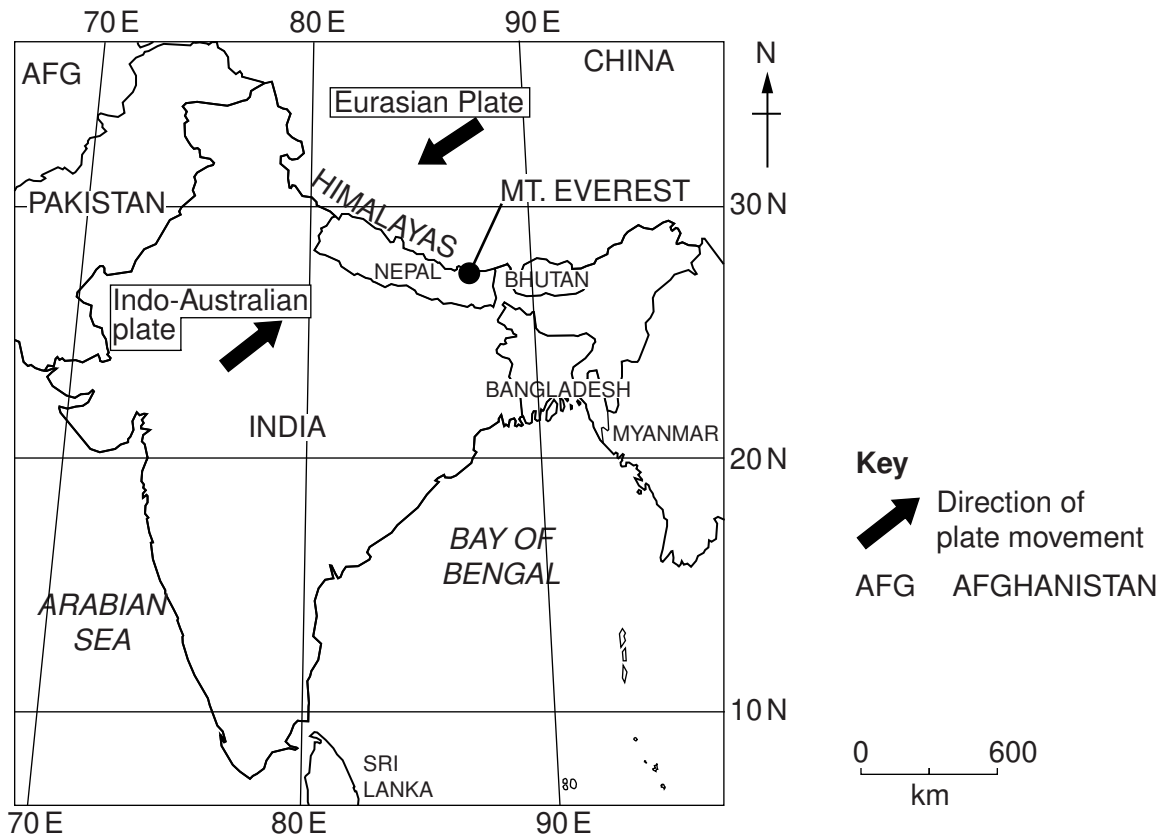 70 E 80 E 90 E
AFG
CHINA
N
Eurasian Plate
HIMALAYAS
MT. EVEREST
PAKISTAN
30 N
NEPAL
BHUTAN
Indo-Australian
plate
BANGLADESH
INDIA
MYANMAR
20 N
Key
Direction of
plate movement
AFG AFGHANISTAN
BAY OF
BENGAL
ARABIAN
SEA
10 N
SRI
LANKA
0 600
km
70 E 80 E 90 E